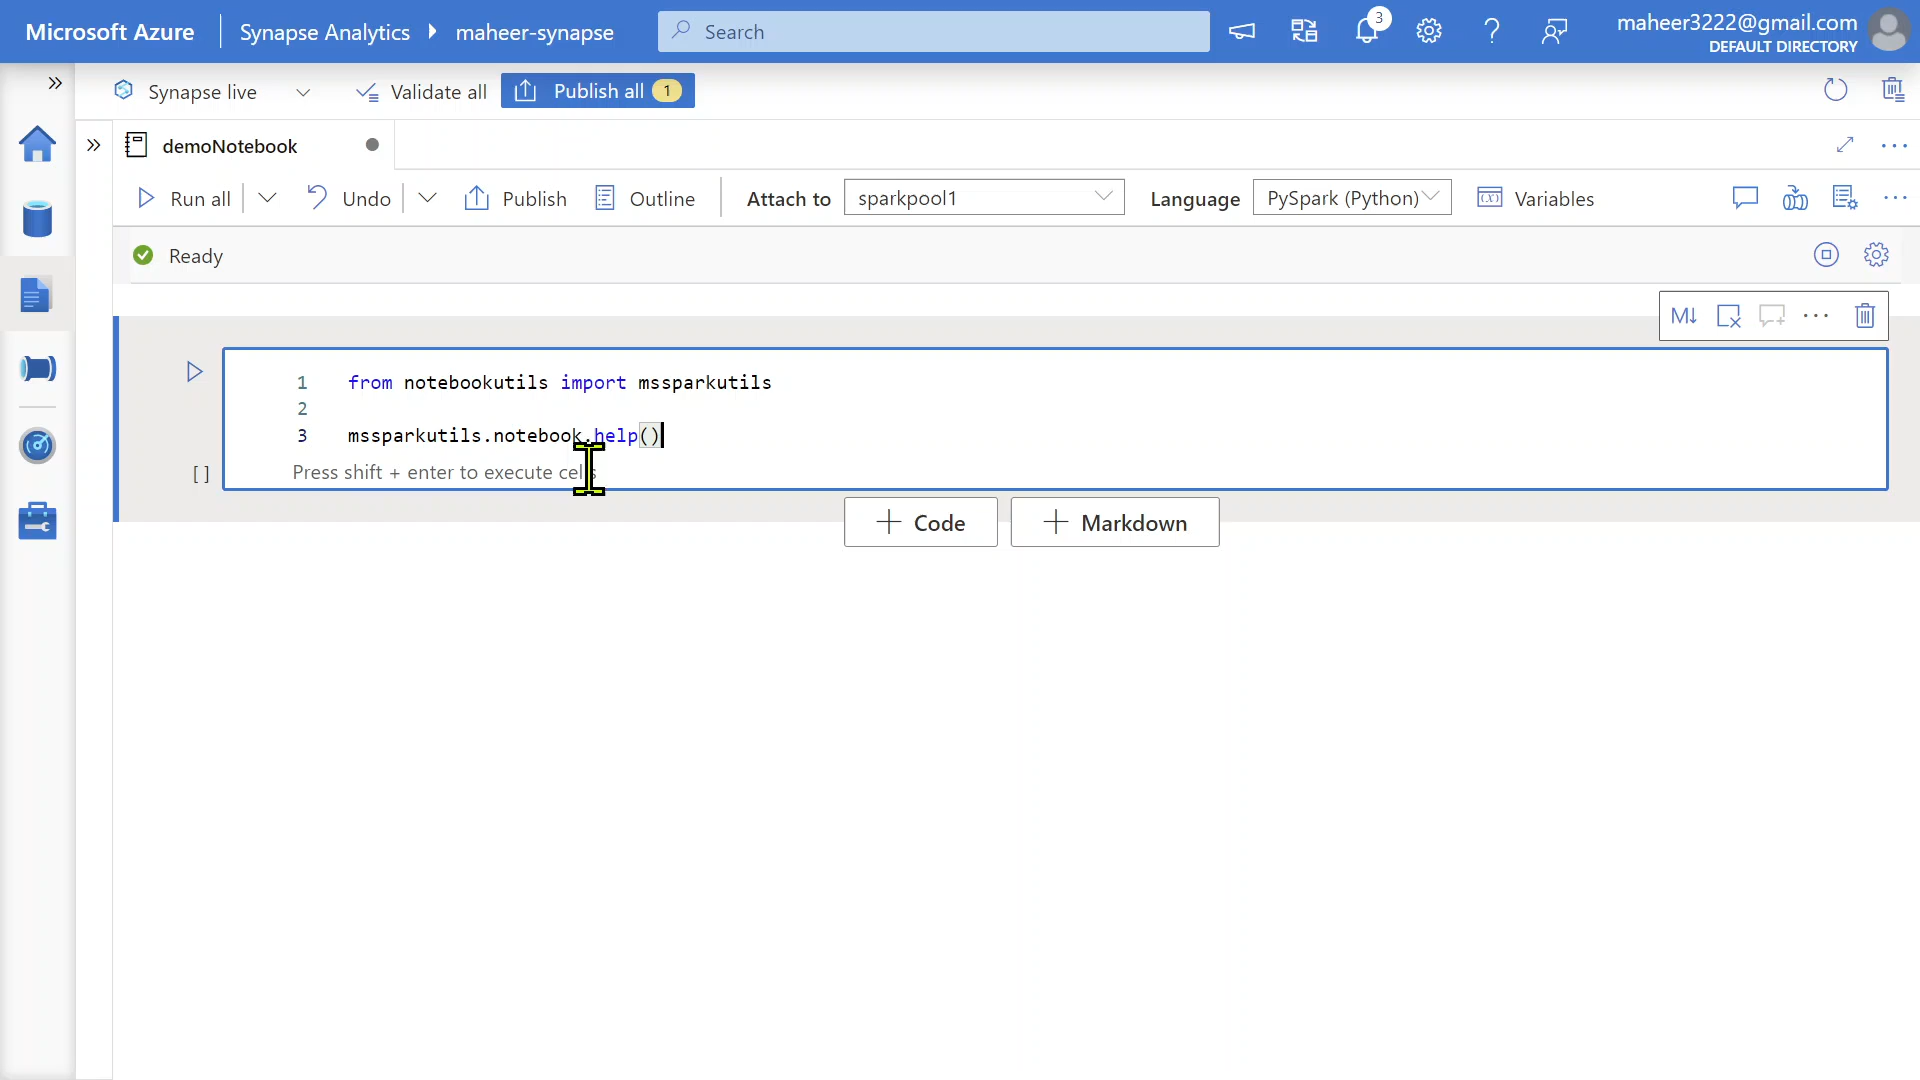 Microsoft Azure
Synapse Analytics
maheer-synapse
Search
3
maheer3222@gmail.com
DEFAULT DIRECTORY
Synapse live
Validate all
Publish all
1
demoNotebook
Run all
Undo
Publish
Outline
Attach to
sparkpool1
Language
PySpark (Python)
Variables
Ready
M↓
1 from notebookutils import mssparkutils
2
3 mssparkutils.notebook.help()
[ ]
Press shift + enter to execute cells
+ Code
+ Markdown